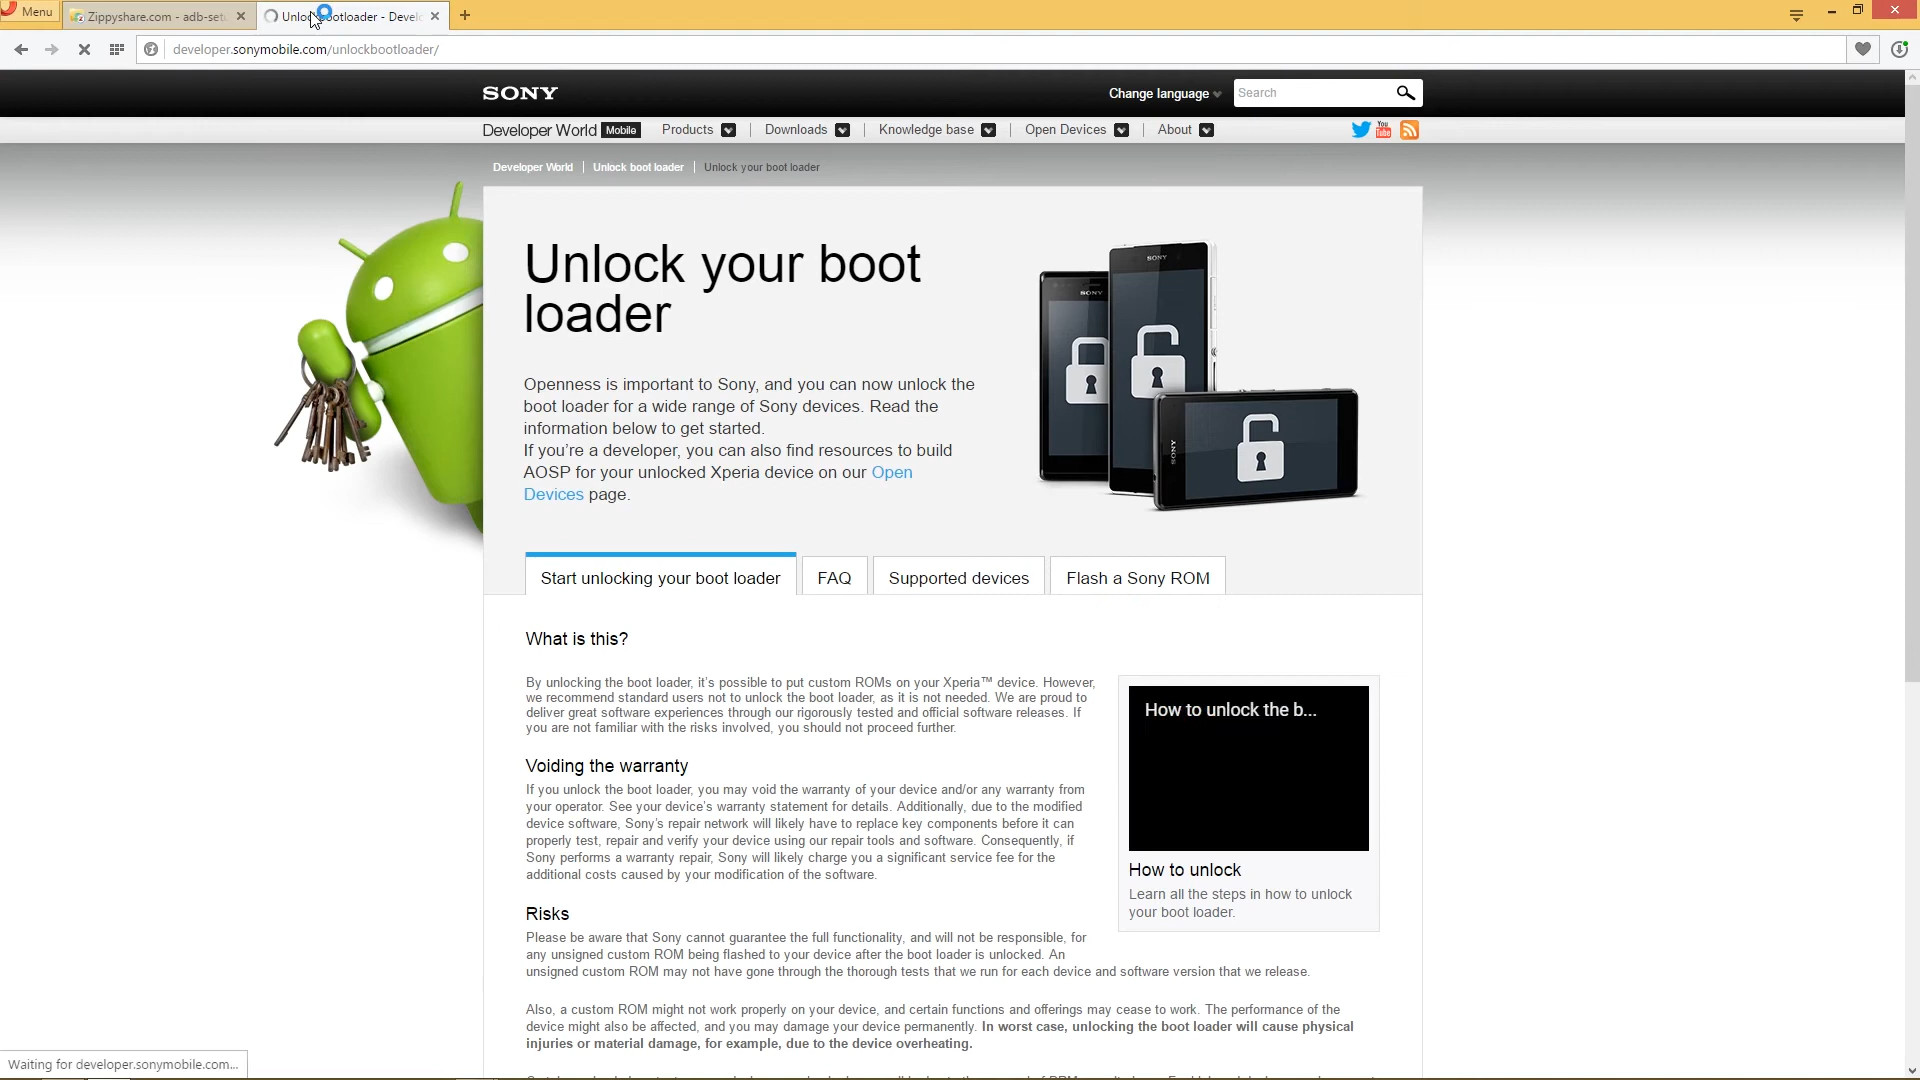 Menu
Zippyshare.com - adb-set
Unlo
ootloader - Devel
developer.sonymobile.com/unlockbootloader/
SONY
Change language
Search
Developer World Mobile Products Downloads Knowledge base Open Devices About
You Tube
Developer World Unlock boot loader Unlock your boot loader
Unlock your boot
loader
SONY
SONY
SONY
Openness is important to Sony, and you can now unlock the
boot loader for a wide range of Sony devices. Read the
information below to get started.
If you're a developer, you can also find resources to build
AOSP for your unlocked Xperia device on our Open
Devices page.
Start unlocking your boot loader FAQ Supported devices Flash a Sony ROM
What is this?
By unlocking the boot loader, it's possible to put custom ROMs on your Xperia™ device. However,
we recommend standard users not to unlock the boot loader, as it is not needed. We are proud to
deliver great software experiences through our rigorously tested and official software releases. If
you are not familiar with the risks involved, you should not proceed further.
How to unlock the b...
Voiding the warranty
If you unlock the boot loader, you may void the warranty of your device and/or any warranty from
your operator. See your device's warranty statement for details. Additionally, due to the modified
device software, Sony's repair network will likely have to replace key components before it can
properly test, repair and verify your device using our repair tools and software. Consequently, if
Sony performs a warranty repair, Sony will likely charge you a significant service fee for the
additional costs caused by your modification of the software.
How to unlock
Learn all the steps in how to unlock
your boot loader.
Risks
Please be aware that Sony cannot guarantee the full functionality, and will not be responsible, for
any unsigned custom ROM being flashed to your device after the boot loader is unlocked. An
unsigned custom ROM may not have gone through the thorough tests that we run for each device and software version that we release.
Also, a custom ROM might not work properly on your device, and certain functions and offerings may cease to work. The performance of the
device might also be affected, and you may damage your device permanently. In worst case, unlocking the boot loader will cause physical
injuries or material damage, for example, due to the device overheating.
Waiting for developer.sonymobile.com...